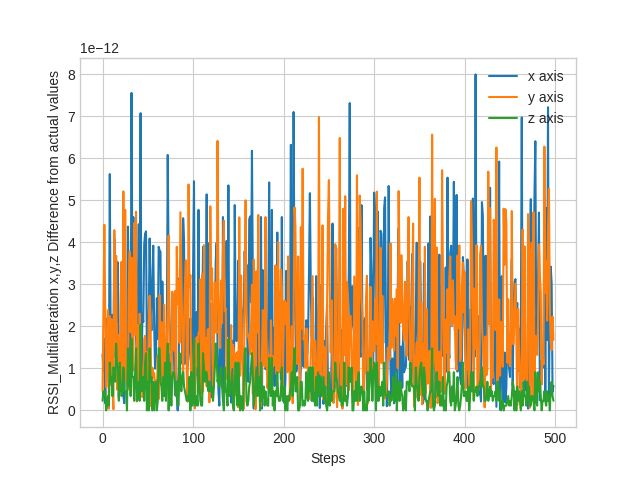 1e−12
8
7
6
5
4
3
2
1
0
RSSI_Multilateration x,y,z Difference from actual values
x axis
y axis
z axis
0
100
200
300
400
500
Steps